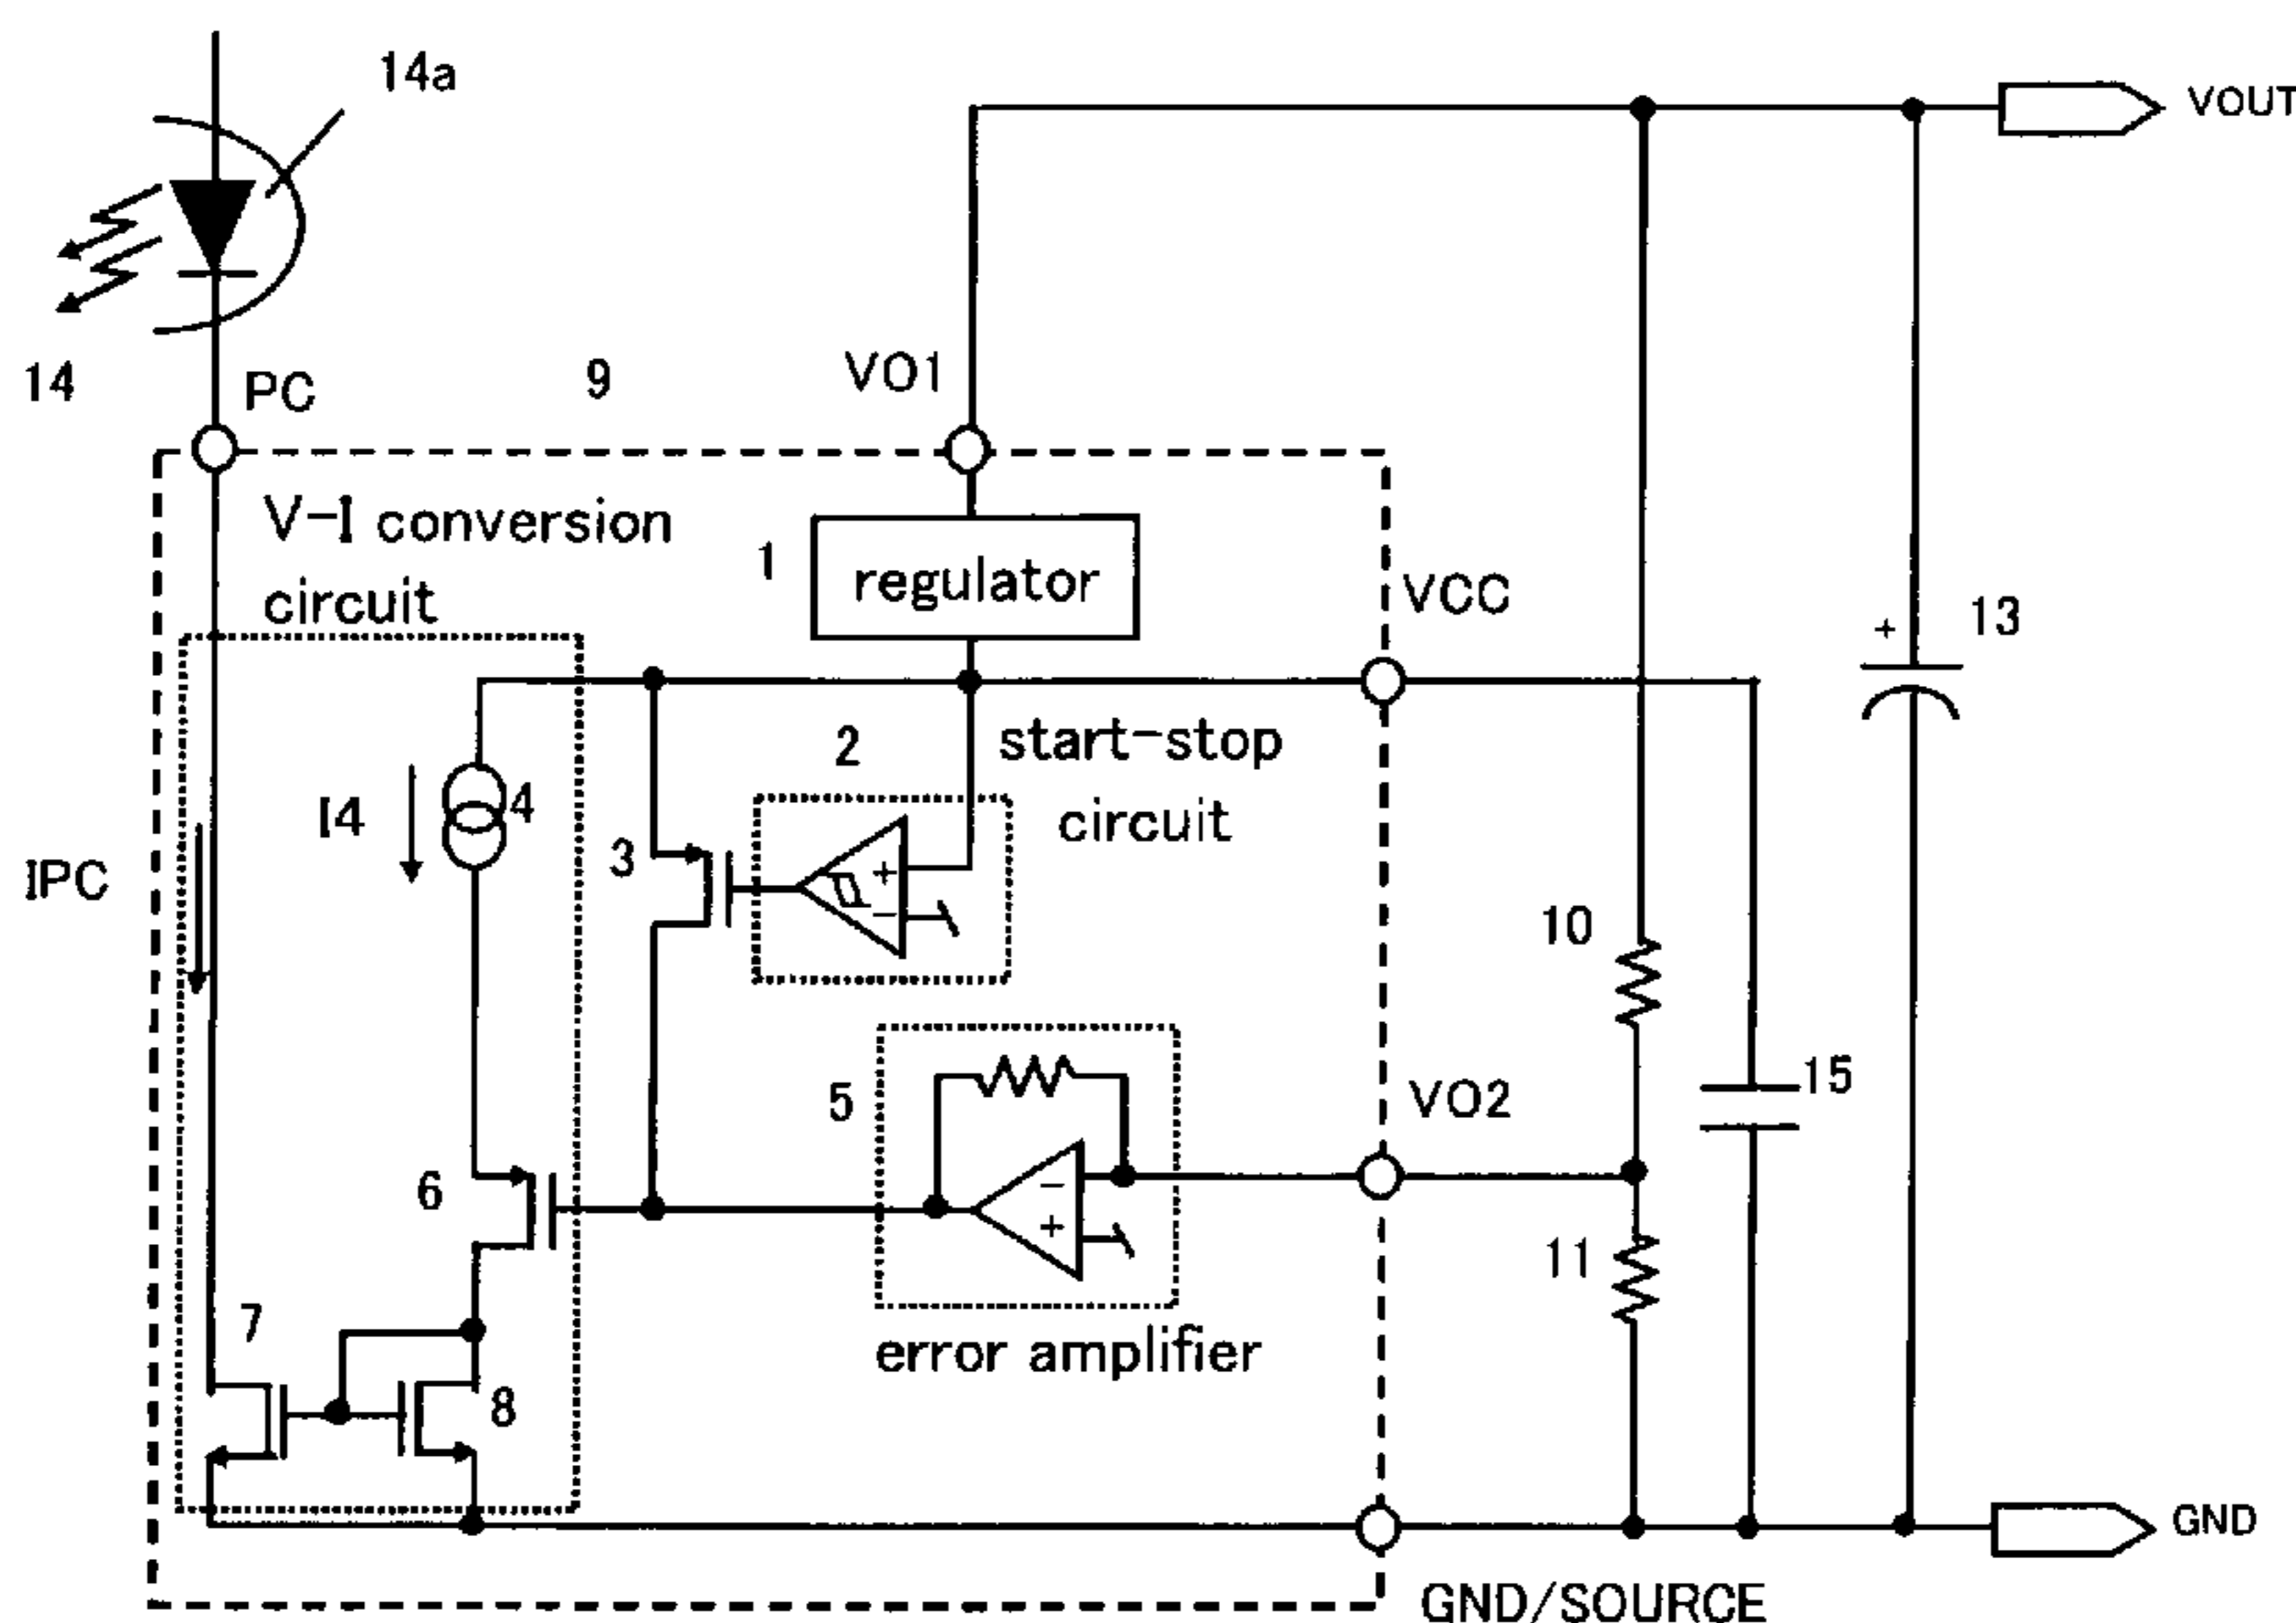 14a
VOUT
14
PC
9
VO1
V-I conversion
circuit
1
regulator
VCC
+
13
2
start-stop
circuit
I4
4
3
+
-
IPC
10
5
VO2
15
6
-
+
11
7
error amplifier
8
GND
GND/SOURCE